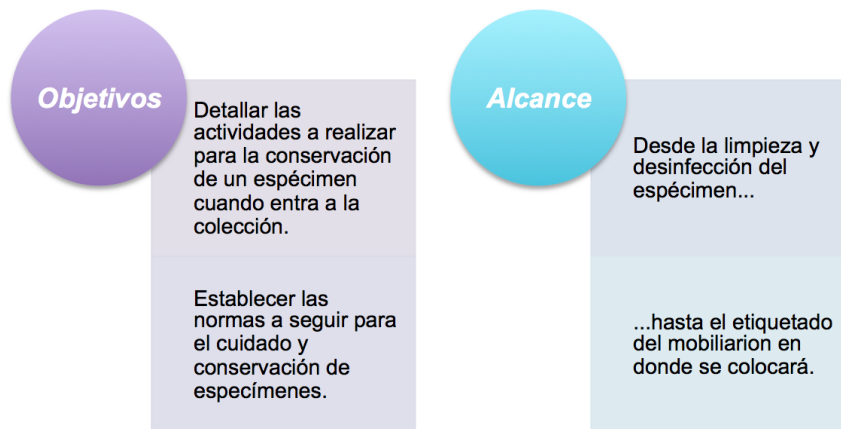 Objetivos
Detallar las
actividades a realizar
para la conservación
de un espécimen
cuando entra a la
colección.
Establecer las
normas a seguir para
el cuidado y
conservación de
especímenes.
Alcance
Desde la limpieza y
desinfección del
espécimen...
...hasta el etiquetado
del mobiliarion en
donde se colocará.